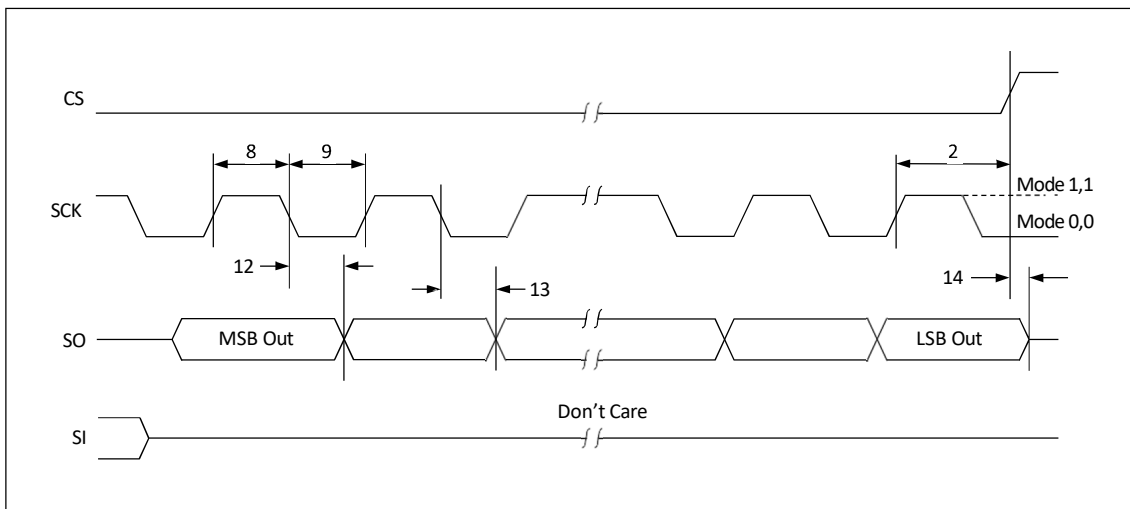 CS
8
9
2
SCK
Mode 1,1
Mode 0,0
12
13
14
SO
MSB Out
LSB Out
Don't Care
SI